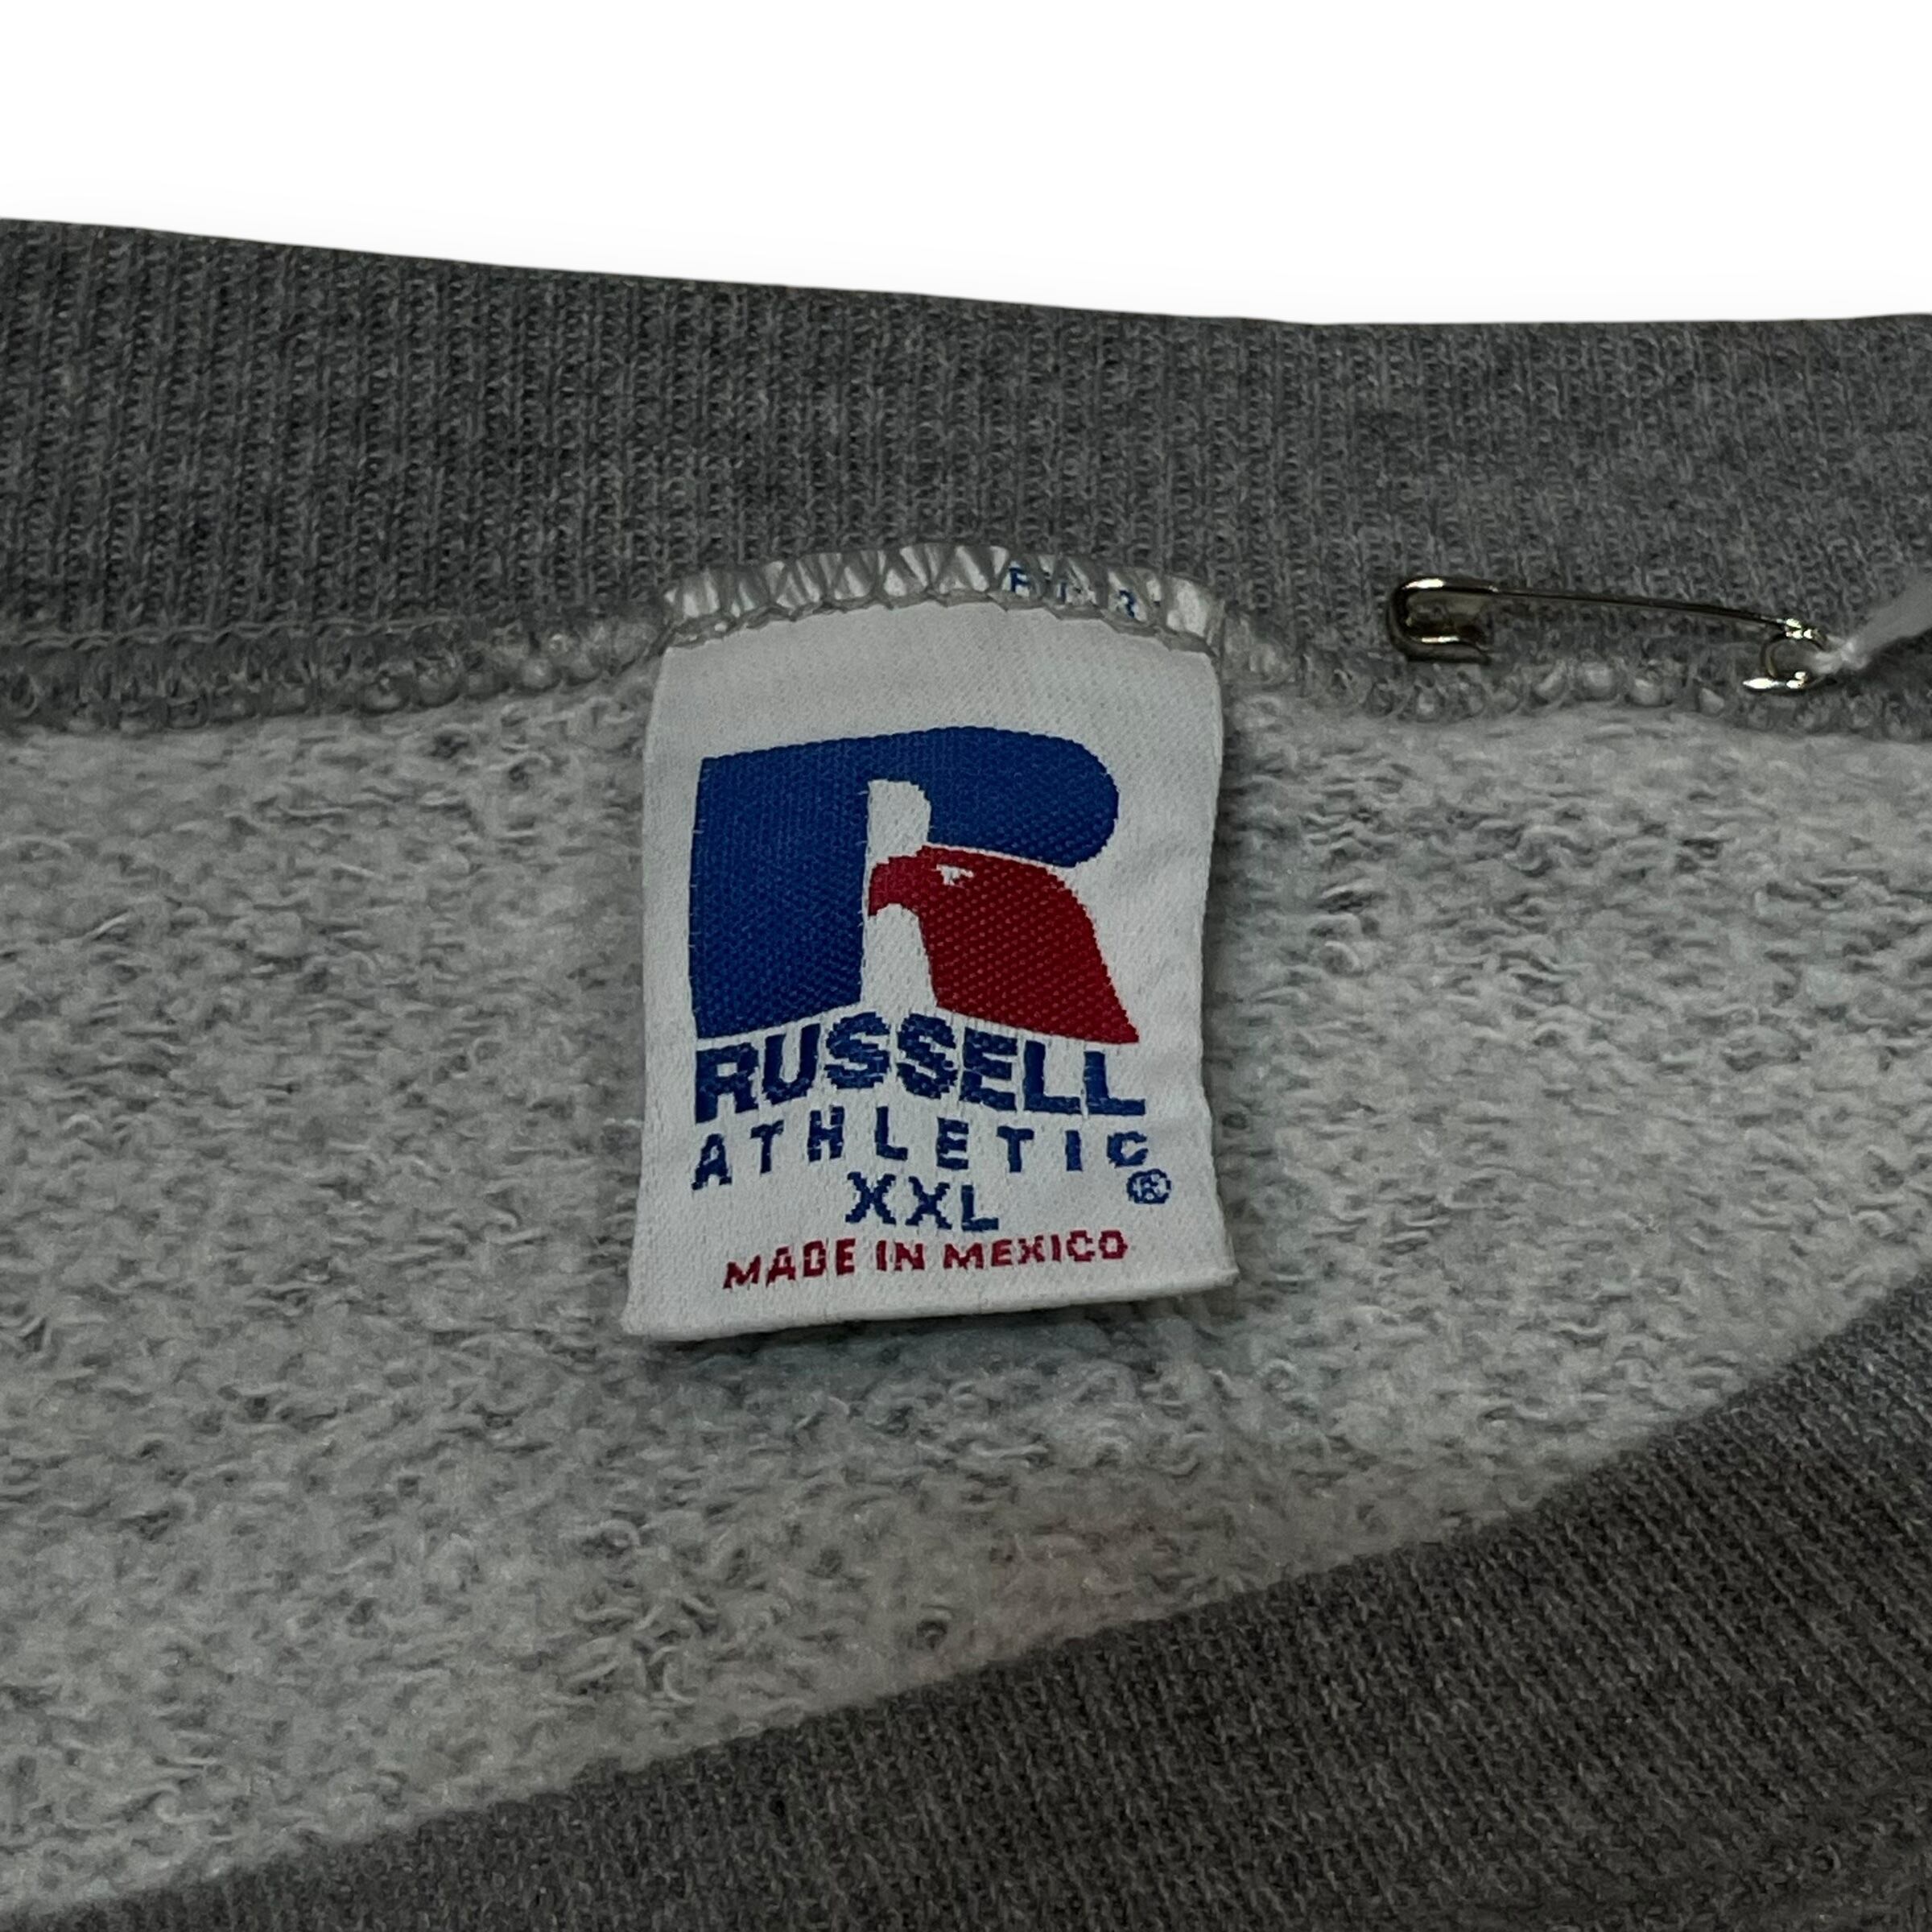 RUSSELL
ATHLETIC®
XXL
MADE IN MEXICO